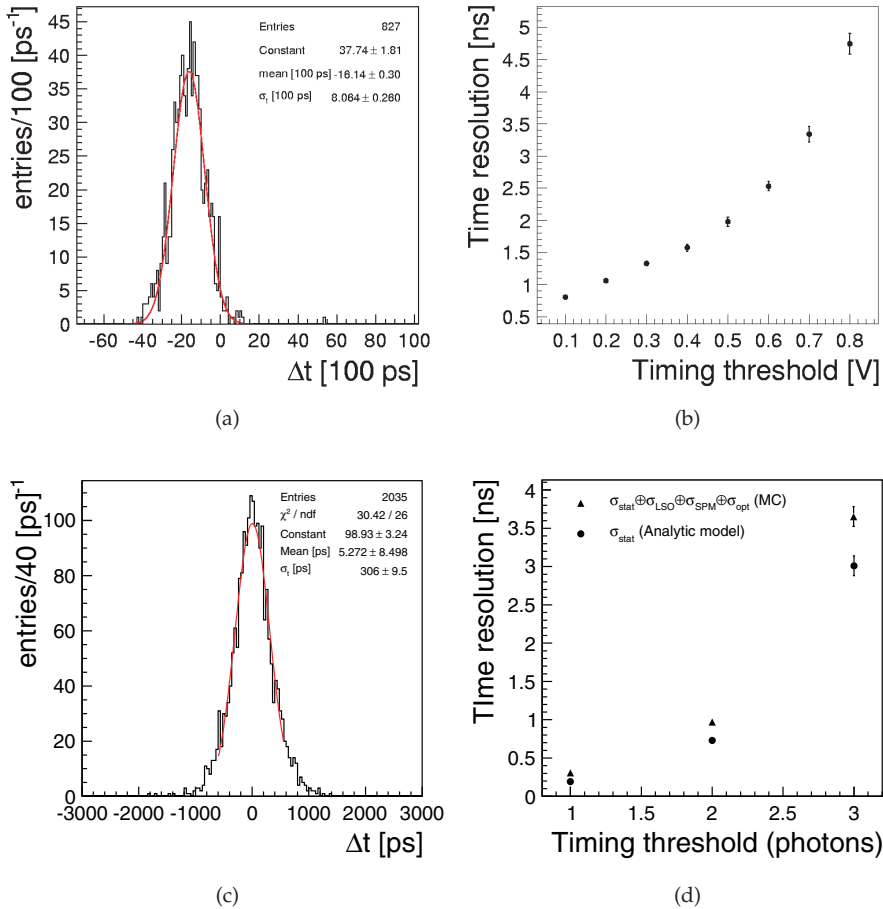 entries/100 [ps⁻¹]
45
40
35
30
25
20
15
10
5
0
-60 -40 -20 0 20 40 60 80 100
Δt [100 ps]
Entries 827
Constant 37.74 ± 1.81
mean [100 ps] -16.14 ± 0.30
σt [100 ps] 8.064 ± 0.260
(a)
Time resolution [ns]
5
4.5
4
3.5
3
2.5
2
1.5
1
0.5
0.1 0.2 0.3 0.4 0.5 0.6 0.7 0.8
Timing threshold [V]
(b)
entries/40 [ps]⁻¹
100
80
60
40
20
0
-3000 -2000 -1000 0 1000 2000 3000
Δt [ps]
Entries 2035
χ² / ndf 30.42 / 26
Constant 98.93 ± 3.24
Mean [ps] 5.272 ± 8.498
σt [ps] 306 ± 9.5
(c)
TIme resolution [ns]
4
3.5
3
2.5
2
1.5
1
0.5
0
1 1.5 2 2.5 3
Timing threshold (photons)
σstat⊕σLSO⊕σSPM⊕σopt (MC)
σstat (Analytic model)
(d)